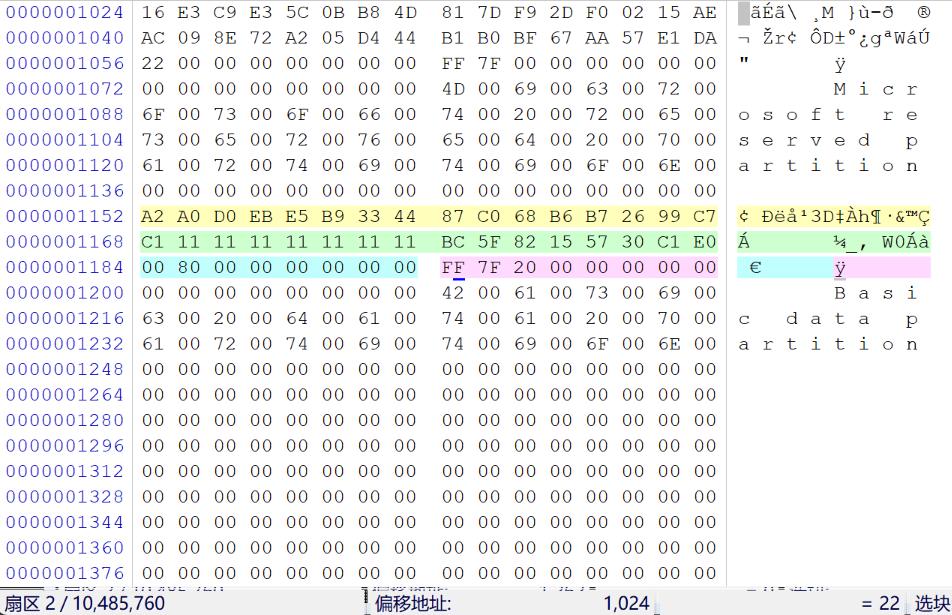 0000001024 16 E3 C9 E3 5C 0B B8 4D 81 7D F9 2D F0 02 15 AE ãÉã\ ¸M }ù-ð ®
0000001040 AC 09 8E 72 A2 05 D4 44 B1 B0 BF 67 AA 57 E1 DA ¬ Žr¢ ÔD±°¿gªWáÚ
0000001056 22 00 00 00 00 00 00 00 FF 7F 00 00 00 00 00 00 " ÿ
0000001072 00 00 00 00 00 00 00 00 4D 00 69 00 63 00 72 00 M i c r
0000001088 6F 00 73 00 6F 00 66 00 74 00 20 00 72 00 65 00 o s o f t r e
0000001104 73 00 65 00 72 00 76 00 65 00 64 00 20 00 70 00 s e r v e d p
0000001120 61 00 72 00 74 00 69 00 74 00 69 00 6F 00 6E 00 a r t i t i o n
0000001136 00 00 00 00 00 00 00 00 00 00 00 00 00 00 00 00
0000001152 A2 A0 D0 EB E5 B9 33 44 87 C0 68 B6 B7 26 99 C7 ¢ Ðëå¹3D‡Àh¶·&™Ç
0000001168 C1 11 11 11 11 11 11 11 BC 5F 82 15 57 30 C1 E0 Á ¼_‚ W0Áà
0000001184 00 80 00 00 00 00 00 00 FF 7F 20 00 00 00 00 00 € ÿ
0000001200 00 00 00 00 00 00 00 00 42 00 61 00 73 00 69 00 B a s i
0000001216 63 00 20 00 64 00 61 00 74 00 61 00 20 00 70 00 c d a t a p
0000001232 61 00 72 00 74 00 69 00 74 00 69 00 6F 00 6E 00 a r t i t i o n
0000001248 00 00 00 00 00 00 00 00 00 00 00 00 00 00 00 00
0000001264 00 00 00 00 00 00 00 00 00 00 00 00 00 00 00 00
0000001280 00 00 00 00 00 00 00 00 00 00 00 00 00 00 00 00
0000001296 00 00 00 00 00 00 00 00 00 00 00 00 00 00 00 00
0000001312 00 00 00 00 00 00 00 00 00 00 00 00 00 00 00 00
0000001328 00 00 00 00 00 00 00 00 00 00 00 00 00 00 00 00
0000001344 00 00 00 00 00 00 00 00 00 00 00 00 00 00 00 00
0000001360 00 00 00 00 00 00 00 00 00 00 00 00 00 00 00 00
0000001376 00 00 00 00 00 00 00 00 00 00 00 00 00 00 00 00
扇区 2 / 10,485,760 偏移地址: 1,024 = 22 选块